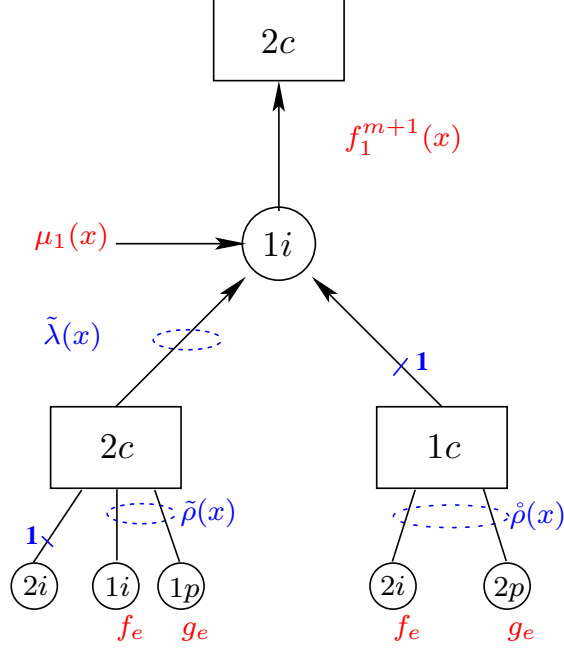 2c
f_1^{m+1}(x)
μ_1(x)
1i
λ̃(x)
1
2c
1c
1
ρ̃(x)
ρ̊(x)
2i
1i
1p
2i
2p
f_e
g_e
f_e
g_e